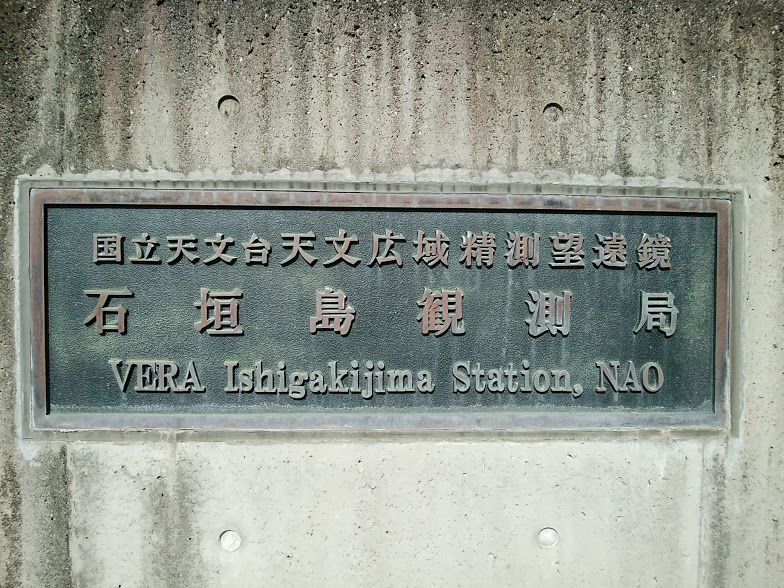 国立天文台天文広域精測望遠鏡
石垣島観測局
VERA Ishigakijima Station, NAO